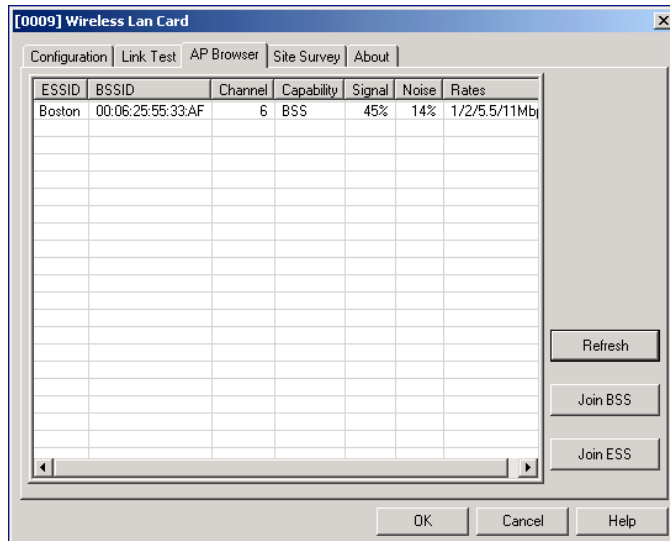 [0009] Wireless Lan Card
Configuration Link Test AP Browser Site Survey About
ESSID BSSID Channel Capability Signal Noise Rates
Boston 00:06:25:55:33:AF 6 BSS 45% 14% 1/2/5.5/11Mbp
Refresh
Join BSS
Join ESS
OK Cancel Help